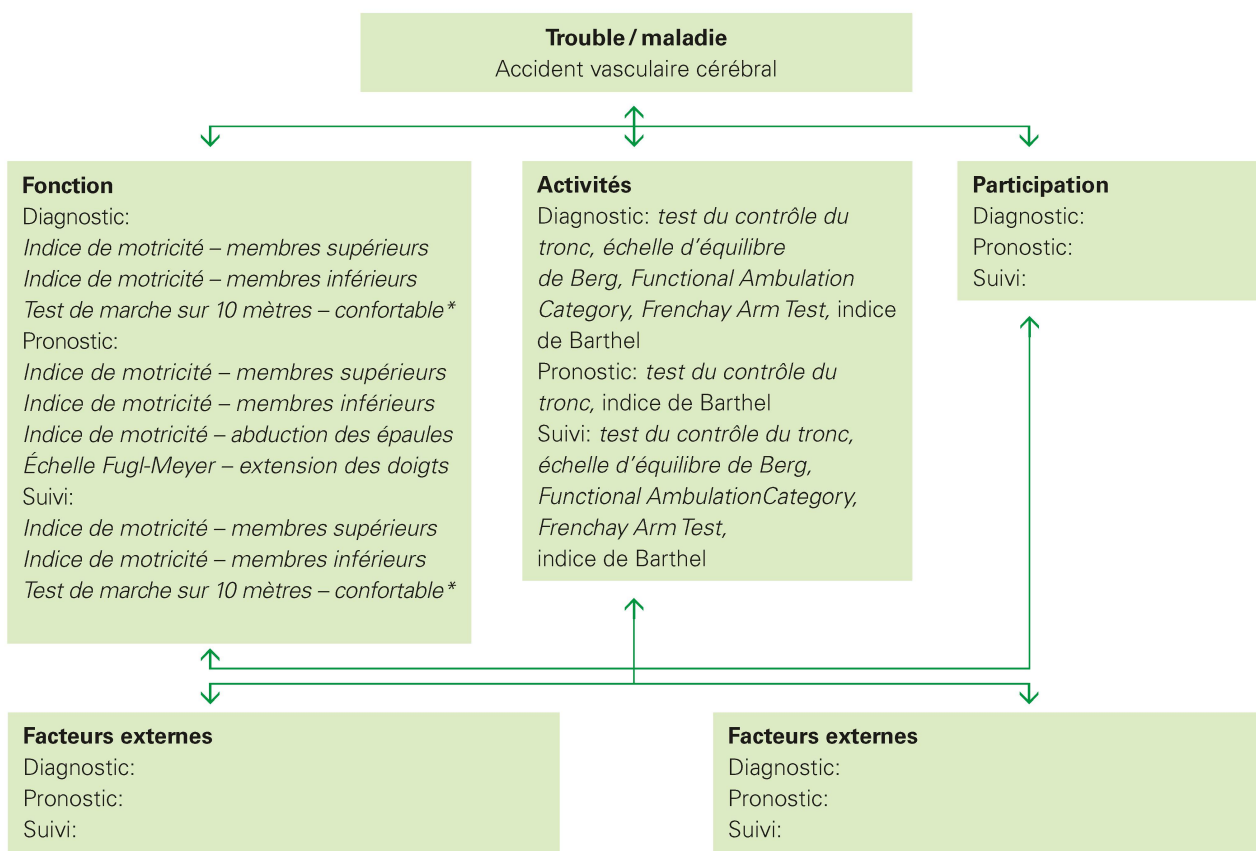 Trouble / maladie
Accident vasculaire cérébral
Fonction
Diagnostic:
Indice de motricité – membres supérieurs
Indice de motricité – membres inférieurs
Test de marche sur 10 mètres – confortable*
Pronostic:
Indice de motricité – membres supérieurs
Indice de motricité – membres inférieurs
Indice de motricité – abduction des épaules
Échelle Fugl-Meyer – extension des doigts
Suivi:
Indice de motricité – membres supérieurs
Indice de motricité – membres inférieurs
Test de marche sur 10 mètres – confortable*
Activités
Diagnostic: test du contrôle du
tronc, échelle d'équilibre
de Berg, Functional Ambulation
Category, Frenchay Arm Test, indice
de Barthel
Pronostic: test du contrôle du
tronc, indice de Barthel
Suivi: test du contrôle du tronc,
échelle d'équilibre de Berg,
Functional AmbulationCategory,
Frenchay Arm Test,
indice de Barthel
Participation
Diagnostic:
Pronostic:
Suivi:
Facteurs externes
Diagnostic:
Pronostic:
Suivi:
Facteurs externes
Diagnostic:
Pronostic:
Suivi: